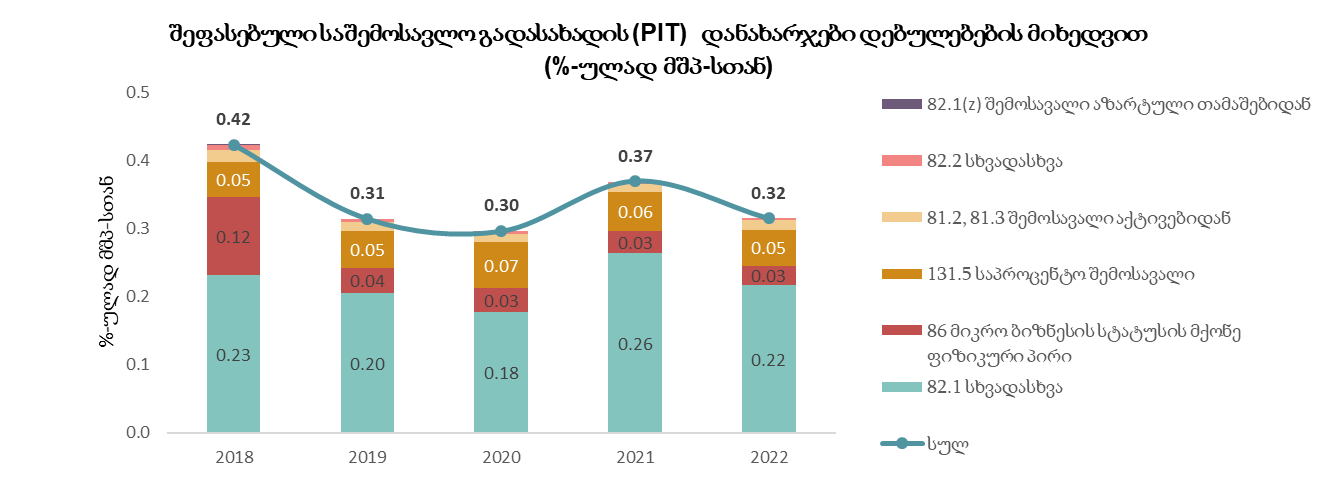 შეფასებული საშემოსავლო გადასახადის (PIT) დანახარჯები დებულებების მიხედვით
(%-ულად მშპ-სთან)
%-ულად მშპ-სთან
0.5
0.4
0.3
0.2
0.1
0.0
0.42
0.05
0.12
0.23
0.31
0.05
0.04
0.20
0.30
0.07
0.03
0.18
0.37
0.06
0.03
0.26
0.32
0.05
0.03
0.22
2018 2019 2020 2021 2022
82.1(z) შემოსავალი აზარტული თამაშებიდან
82.2 სხვადასხვა
81.2, 81.3 შემოსავალი აქტივებიდან
131.5 საპროცენტო შემოსავალი
86 მიკრო ბიზნესის სტატუსის მქონე
ფიზიკური პირი
82.1 სხვადასხვა
სულ